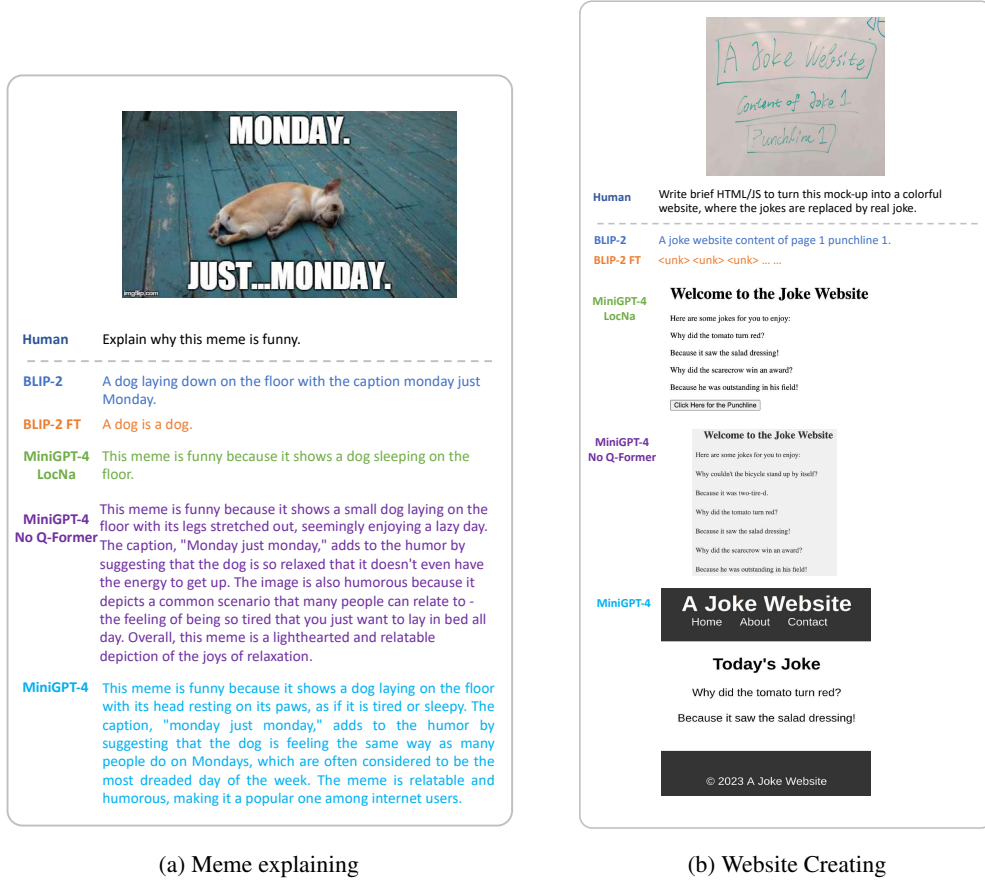 MONDAY.
JUST...MONDAY.
imgflip.com
Human Explain why this meme is funny.
BLIP-2 A dog laying down on the floor with the caption monday just
Monday.
BLIP-2 FT A dog is a dog.
MiniGPT-4 LocNa This meme is funny because it shows a dog sleeping on the
floor.
MiniGPT-4 No Q-Former This meme is funny because it shows a small dog laying on the
floor with its legs stretched out, seemingly enjoying a lazy day.
The caption, "Monday just monday," adds to the humor by
suggesting that the dog is so relaxed that it doesn't even have
the energy to get up. The image is also humorous because it
depicts a common scenario that many people can relate to -
the feeling of being so tired that you just want to lay in bed all
day. Overall, this meme is a lighthearted and relatable
depiction of the joys of relaxation.
MiniGPT-4 This meme is funny because it shows a dog laying on the floor
with its head resting on its paws, as if it is tired or sleepy. The
caption, "monday just monday," adds to the humor by
suggesting that the dog is feeling the same way as many
people do on Mondays, which are often considered to be the
most dreaded day of the week. The meme is relatable and
humorous, making it a popular one among internet users.
(a) Meme explaining
A Joke Website
Content of Joke 1
Punchline 1
Human Write brief HTML/JS to turn this mock-up into a colorful
website, where the jokes are replaced by real joke.
BLIP-2 A joke website content of page 1 punchline 1.
BLIP-2 FT <unk> <unk> <unk> ... ...
MiniGPT-4
LocNa
Welcome to the Joke Website
Here are some jokes for you to enjoy:
Why did the tomato turn red?
Because it saw the salad dressing!
Why did the scarecrow win an award?
Because he was outstanding in his field!
Click Here for the Punchline
MiniGPT-4
No Q-Former
Welcome to the Joke Website
Here are some jokes for you to enjoy:
Why couldn't the bicycle stand up by itself?
Because it was two-tire-d.
Why did the tomato turn red?
Because it saw the salad dressing!
Why did the scarecrow win an award?
Because he was outstanding in his field!
MiniGPT-4
A Joke Website
Home About Contact
Today's Joke
Why did the tomato turn red?
Because it saw the salad dressing!
© 2023 A Joke Website
(b) Website Creating